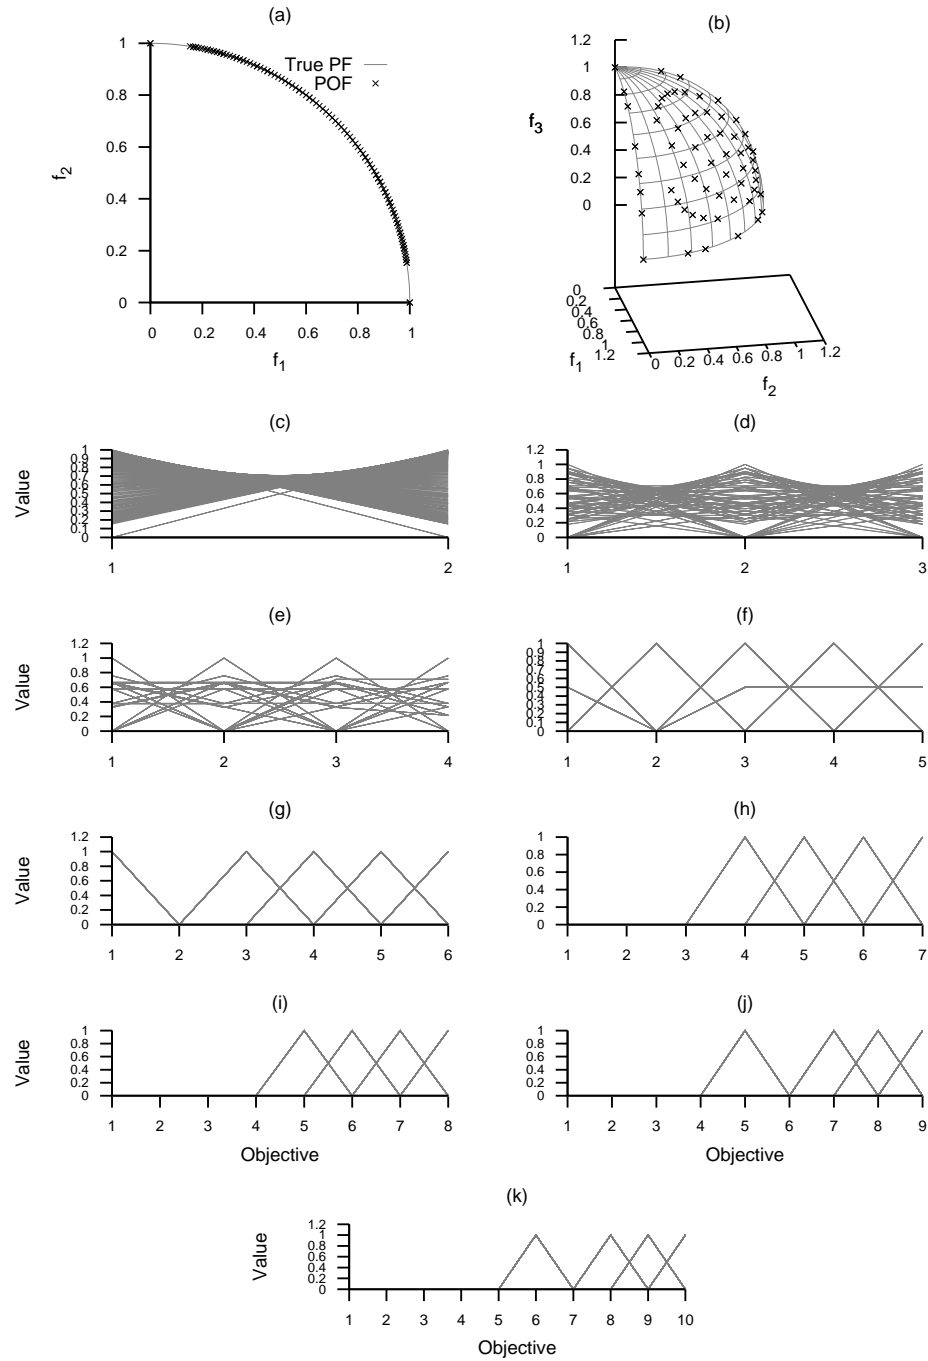 (a)
1
0.8
0.6
0.4
0.2
0
f2
True PF
POF
0 0.2 0.4 0.6 0.8 1
f1
(b)
1.2
1
0.8
0.6
0.4
0.2
0
f3
0
0.2
0.4
0.6
0.8
1
1.2
f1
0 0.2 0.4 0.6 0.8 1 1.2
f2
(c)
Value
1
0.9
0.8
0.7
0.6
0.5
0.4
0.3
0.2
0.1
0
1 2
(d)
1.2
1
0.8
0.6
0.4
0.2
0
1 2 3
(e)
Value
1.2
1
0.8
0.6
0.4
0.2
0
1 2 3 4
(f)
1
0.9
0.8
0.7
0.6
0.5
0.4
0.3
0.2
0.1
0
1 2 3 4 5
(g)
Value
1.2
1
0.8
0.6
0.4
0.2
0
1 2 3 4 5 6
(h)
1
0.8
0.6
0.4
0.2
0
1 2 3 4 5 6 7
(i)
Value
1
0.8
0.6
0.4
0.2
0
1 2 3 4 5 6 7 8
Objective
(j)
1
0.8
0.6
0.4
0.2
0
1 2 3 4 5 6 7 8 9
Objective
(k)
Value
1.2
1
0.8
0.6
0.4
0.2
0
1 2 3 4 5 6 7 8 9 10
Objective